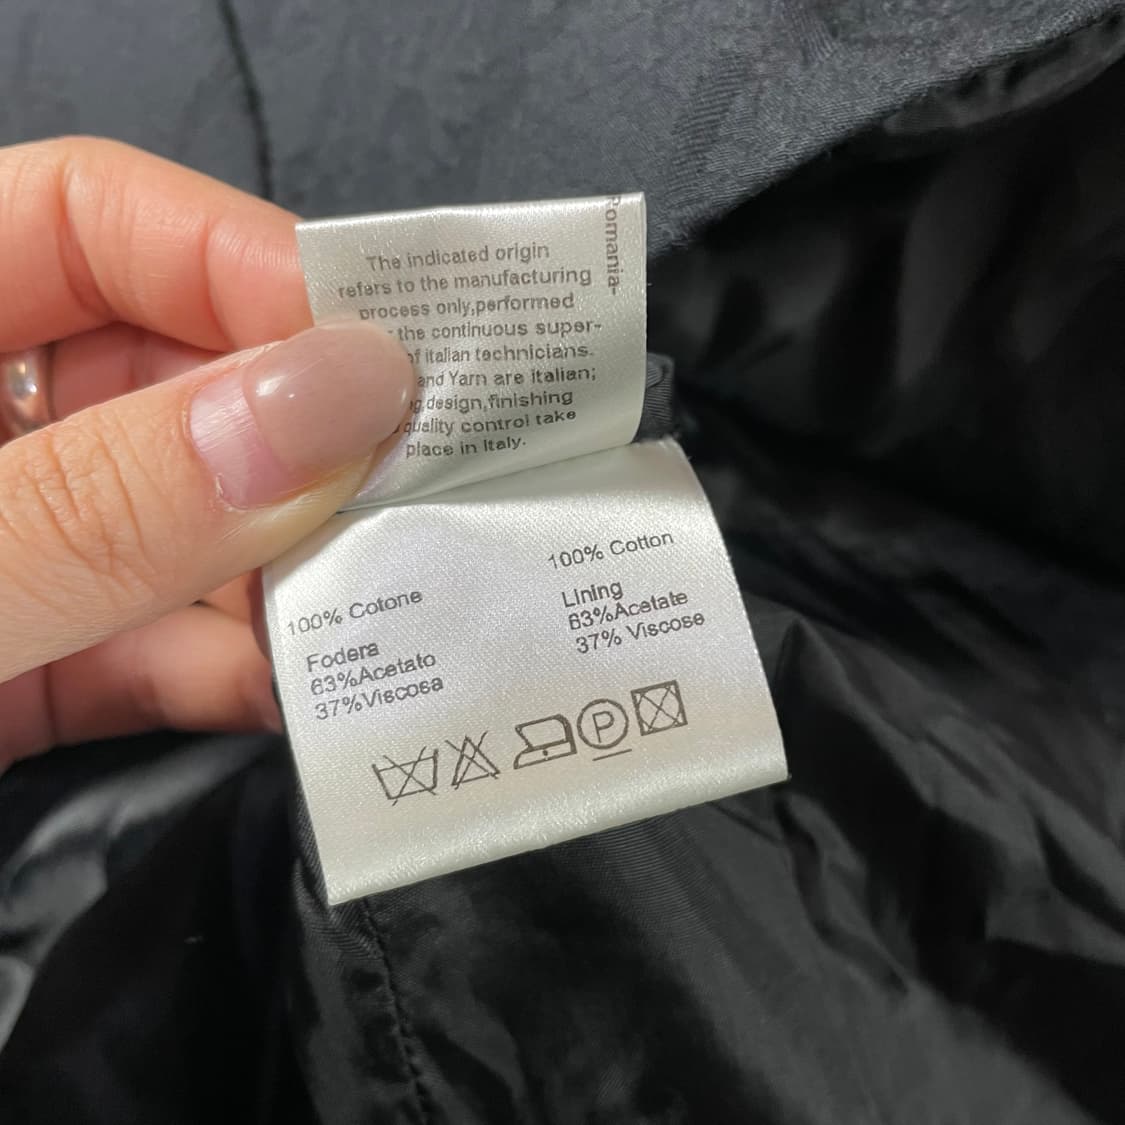 The indicated origin
refers to the manufacturing
process only,performed
the continuous super-
of italian technicians.
and Yarn are italian;
design,finishing
quality control take
place in Italy.
Romania-
100% Cotone
Fodera
63%Acetato
37%Viscosa
100% Cotton
Lining
63%Acetate
37% Viscose
P